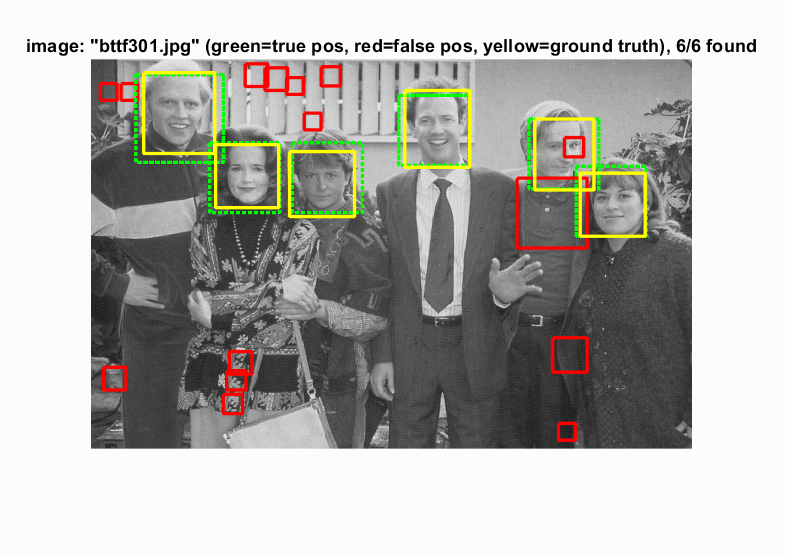 image: "bttf301.jpg" (green=true pos, red=false pos, yellow=ground truth), 6/6 found